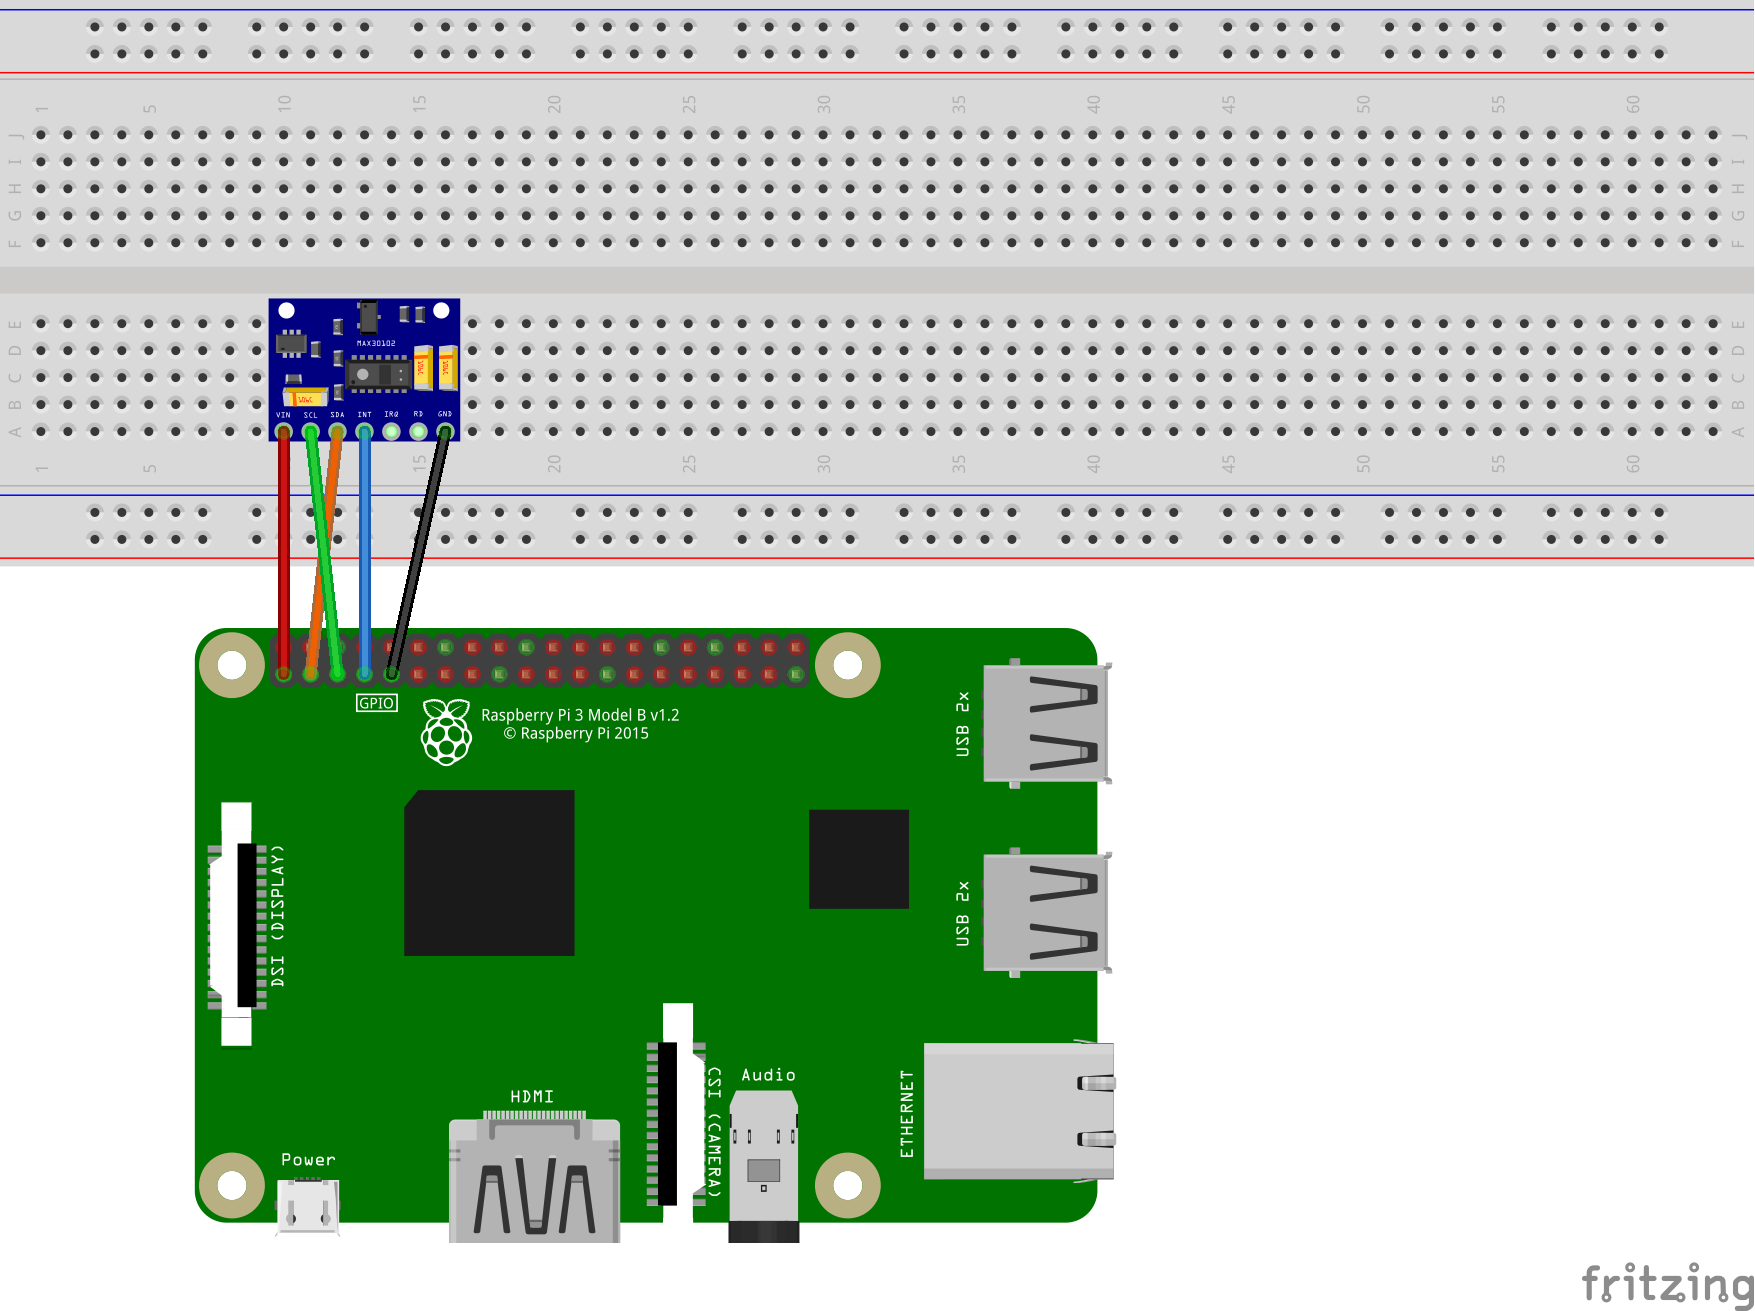 1 5 10 15 20 25 30 35 40 45 50 55 60
J J
I I
H H
G G
F F
E E
D D
C C
B B
A A
MAX30102
VIN SCL SDA INT IRQ RD GND
1 5 15 20 25 30 35 40 45 50 55 60
GPIO
Raspberry Pi 3 Model B v1.2
© Raspberry Pi 2015
USB 2x
USB 2x
DSI (DISPLAY)
CSI (CAMERA)
Audio
ETHERNET
HDMI
Power
fritzing